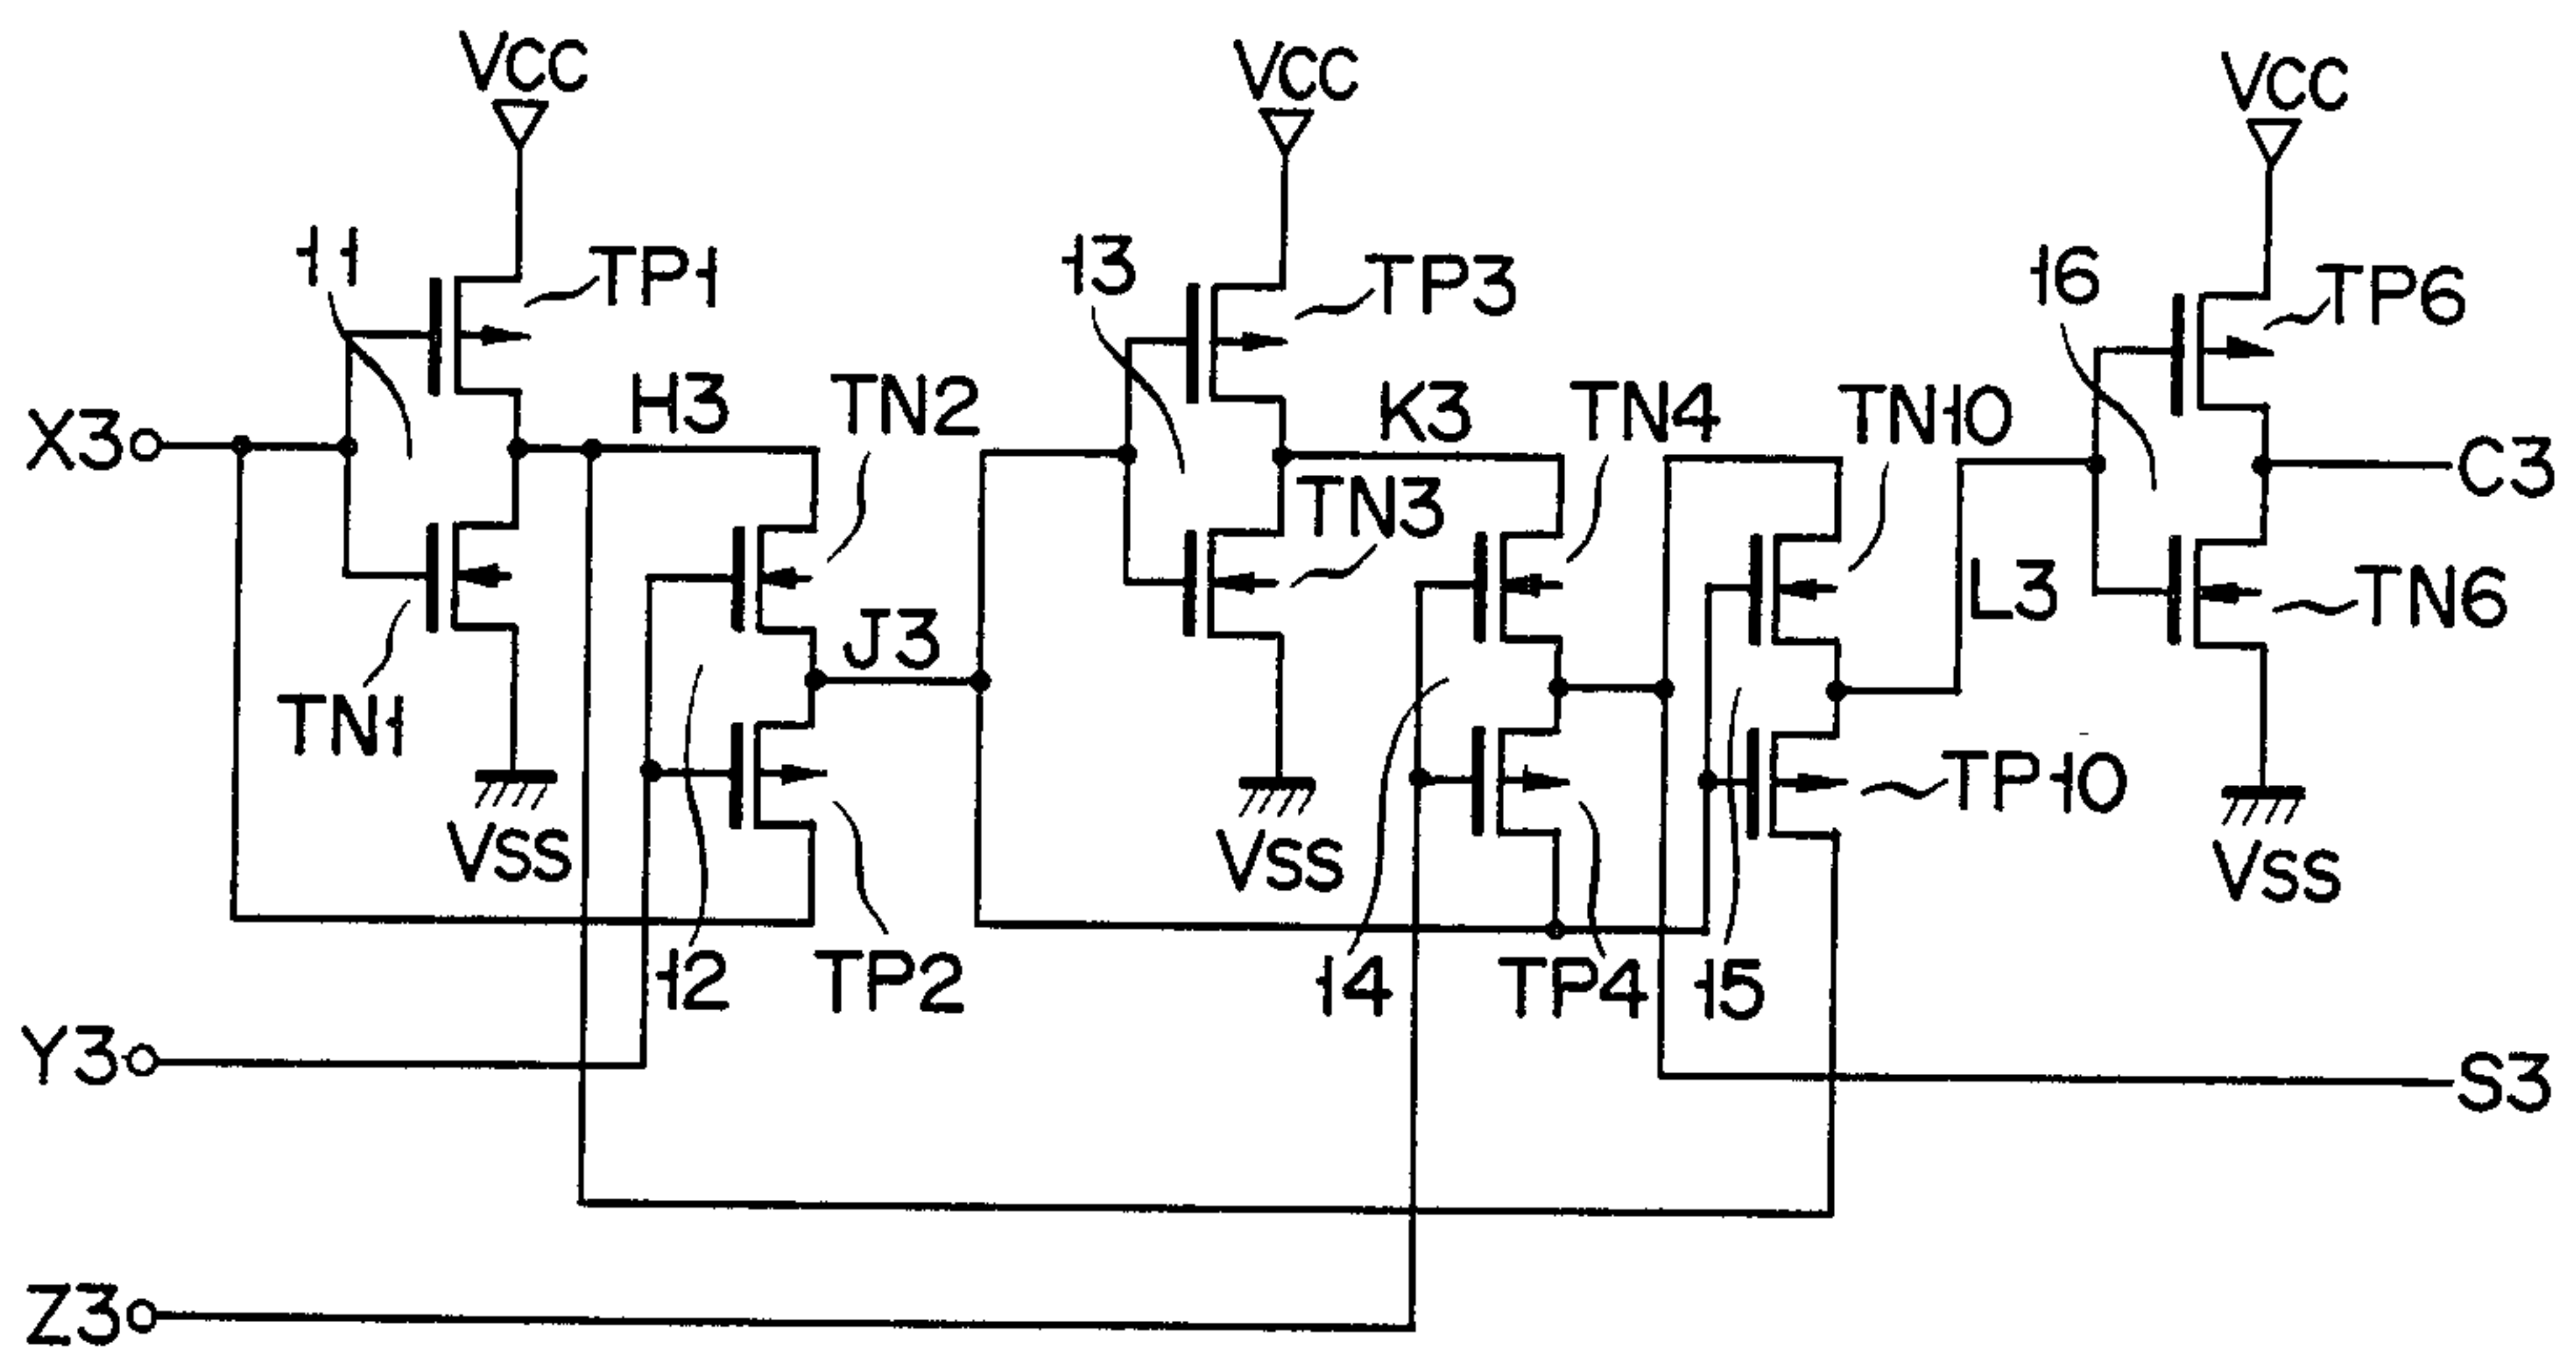 VCC
VCC
VCC
11
TP1
13
TP3
16
TP6
X3
H3
TN2
K3
TN4
TN10
C3
TN3
L3
TN6
J3
TN1
VSS
TP10
VSS
VSS
12
TP2
14
TP4
15
Y3
S3
Z3